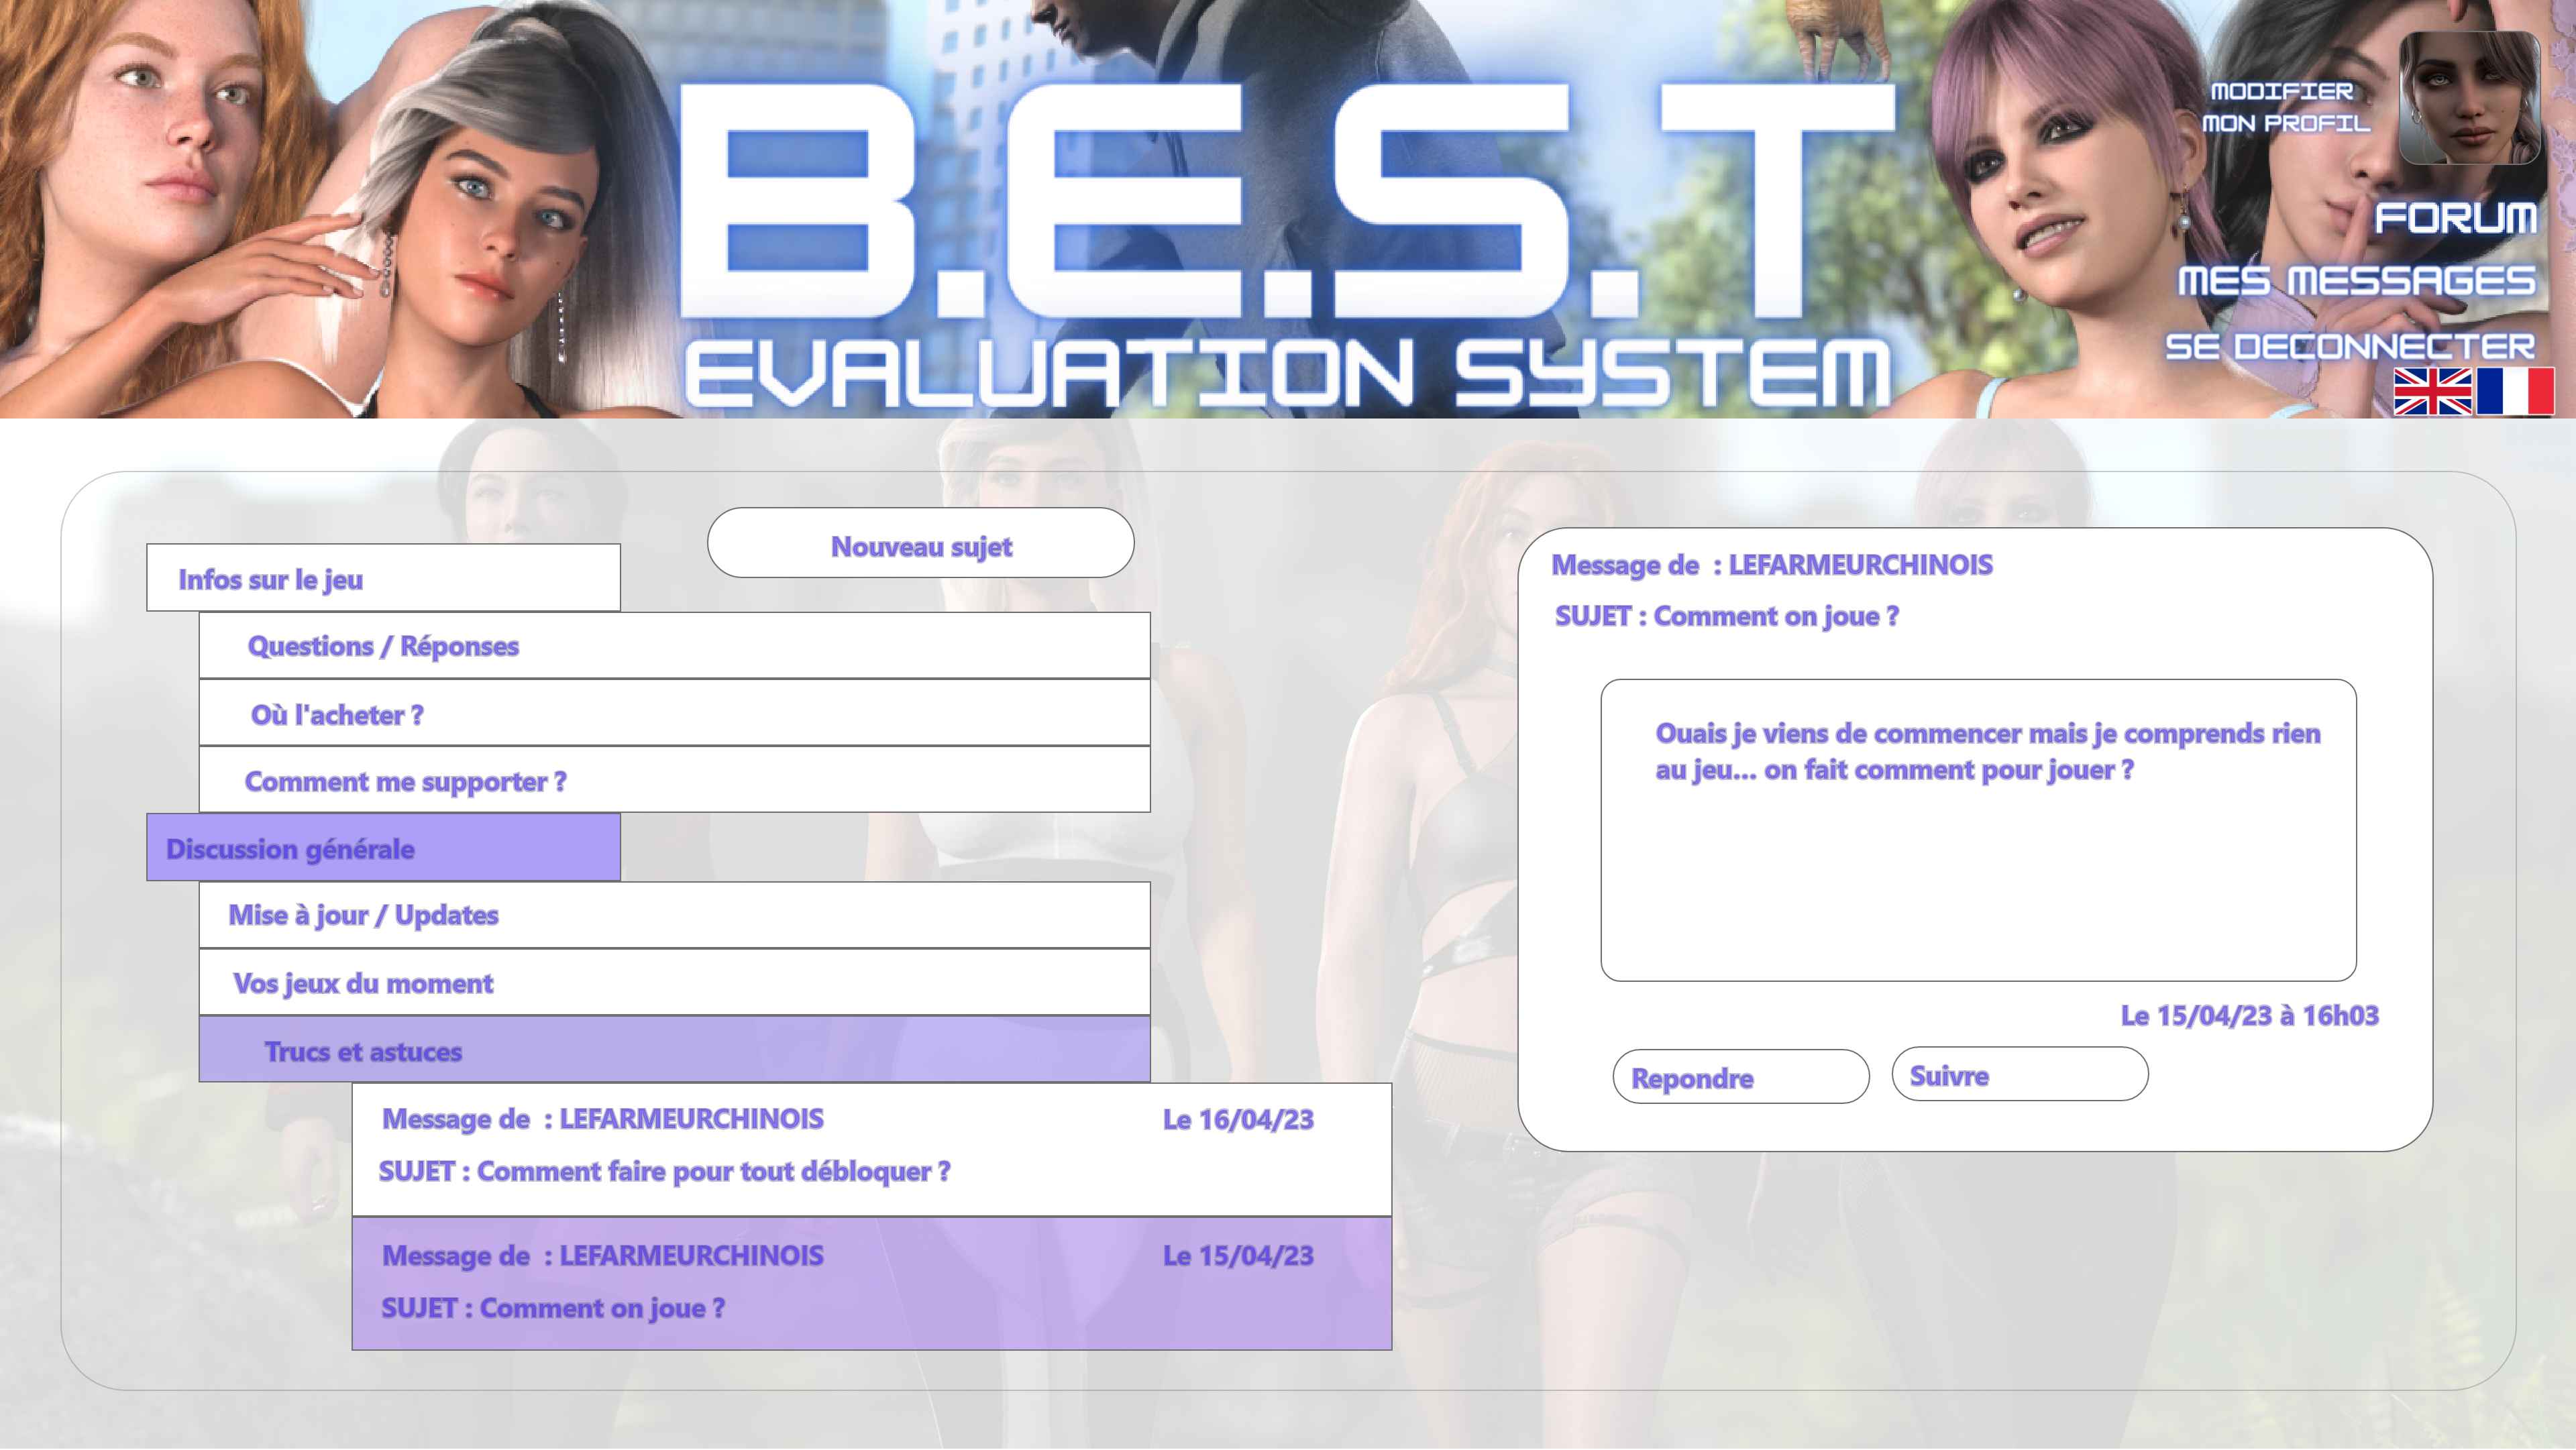 B.E.S.T
EVALUATION SYSTEM
MODIFIER
MON PROFIL
FORUM
MES MESSAGES
SE DECONNECTER
Nouveau sujet
Infos sur le jeu
Questions / Réponses
Où l'acheter ?
Comment me supporter ?
Discussion générale
Mise à jour / Updates
Vos jeux du moment
Trucs et astuces
Message de : LEFARMEURCHINOIS Le 16/04/23
SUJET : Comment faire pour tout débloquer ?
Message de : LEFARMEURCHINOIS Le 15/04/23
SUJET : Comment on joue ?
Message de : LEFARMEURCHINOIS
SUJET : Comment on joue ?
Ouais je viens de commencer mais je comprends rien
au jeu... on fait comment pour jouer ?
Le 15/04/23 à 16h03
Repondre
Suivre